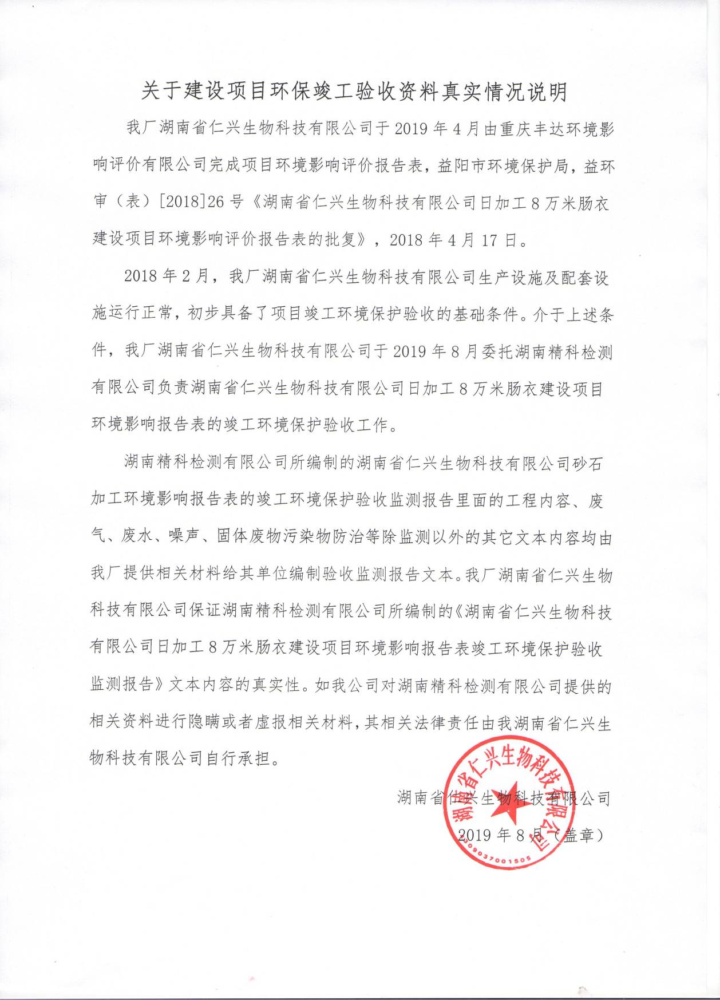 关于建设项目环保竣工验收资料真实情况说明
我厂湖南省仁兴生物科技有限公司于 2019 年 4 月由重庆丰达环境影
响评价有限公司完成项目环境影响评价报告表，益阳市环境保护局，益环
审（表）[2018]26 号《湖南省仁兴生物科技有限公司日加工 8 万米肠衣
建设项目环境影响评价报告表的批复》，2018 年 4 月 17 日。
2018 年 2 月，我厂湖南省仁兴生物科技有限公司生产设施及配套设
施运行正常，初步具备了项目竣工环境保护验收的基础条件。介于上述条
件，我厂湖南省仁兴生物科技有限公司于 2019 年 8 月委托湖南精科检测
有限公司负责湖南省仁兴生物科技有限公司日加工 8 万米肠衣建设项目
环境影响报告表的竣工环境保护验收工作。
湖南精科检测有限公司所编制的湖南省仁兴生物科技有限公司砂石
加工环境影响报告表的竣工环境保护验收监测报告里面的工程内容、废
气、废水、噪声、固体废物污染物防治等除监测以外的其它文本内容均由
我厂提供相关材料给其单位编制验收监测报告文本。我厂湖南省仁兴生物
科技有限公司保证湖南精科检测有限公司所编制的《湖南省仁兴生物科技
有限公司日加工 8 万米肠衣建设项目环境影响报告表竣工环境保护验收
监测报告》文本内容的真实性。如我公司对湖南精科检测有限公司提供的
相关资料进行隐瞒或者虚报相关材料，其相关法律责任由我湖南省仁兴生
物科技有限公司自行承担。
湖南省仁兴生物科技有限公司
2019 年 8 月（盖章）
湖南省仁兴生物科技有限公司
4309037001505